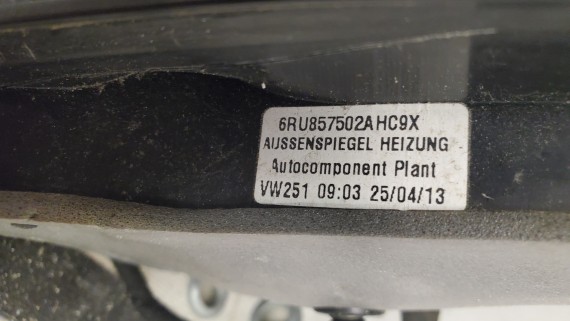 6RU857502AHC9X
AUSSENSPIEGEL HEIZUNG
Autocomponent Plant
VW251 09:03 25/04/13